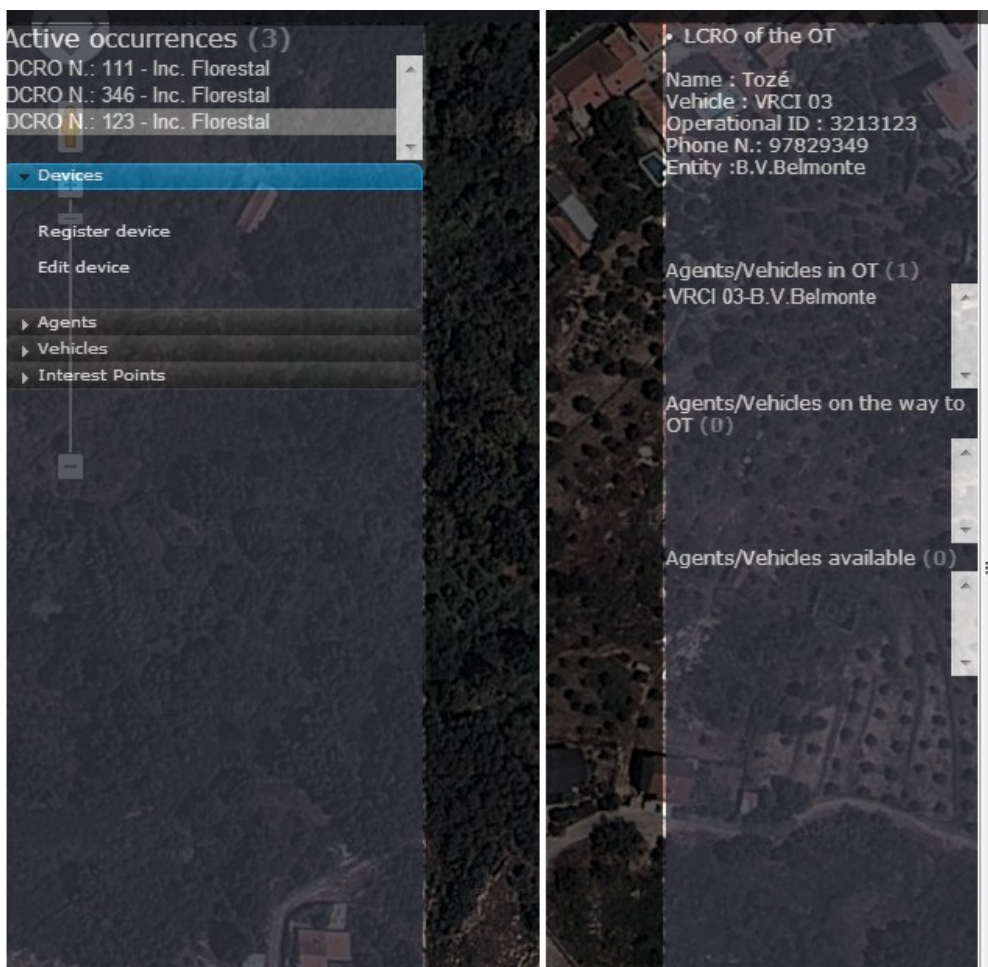 Active occurrences (3)
DCRO N.: 111 - Inc. Florestal
DCRO N.: 346 - Inc. Florestal
DCRO N.: 123 - Inc. Florestal
Devices
Register device
Edit device
Agents
Vehicles
Interest Points
• LCRO of the OT
Name : Tozé
Vehicle : VRCI 03
Operational ID : 3213123
Phone N.: 97829349
Entity :B.V.Belmonte
Agents/Vehicles in OT (1)
VRCI 03-B.V.Belmonte
Agents/Vehicles on the way to
OT (0)
Agents/Vehicles available (0)